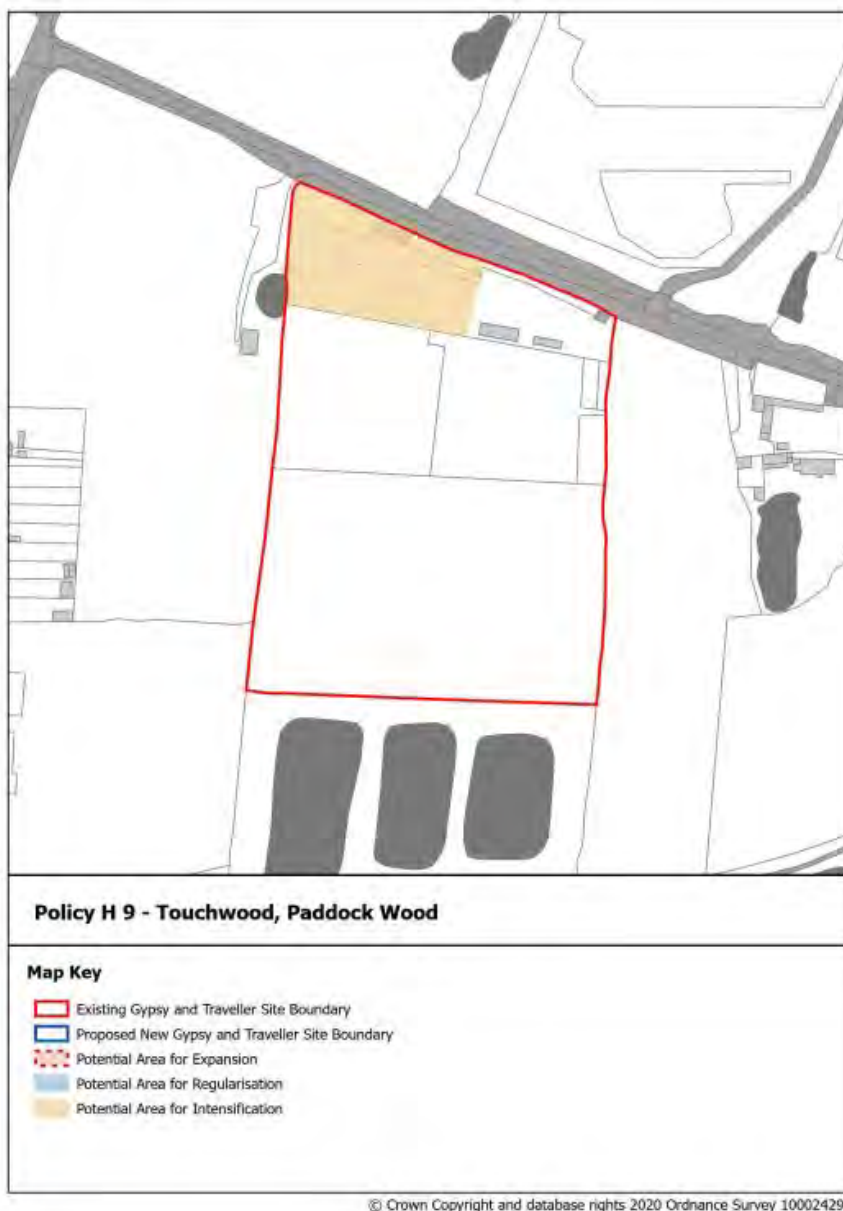 Policy H 9 - Touchwood, Paddock Wood
Map Key
Existing Gypsy and Traveller Site Boundary
Proposed New Gypsy and Traveller Site Boundary
Potential Area for Expansion
Potential Area for Regularisation
Potential Area for Intensification
© Crown Copyright and database rights 2020 Ordnance Survey 10002429